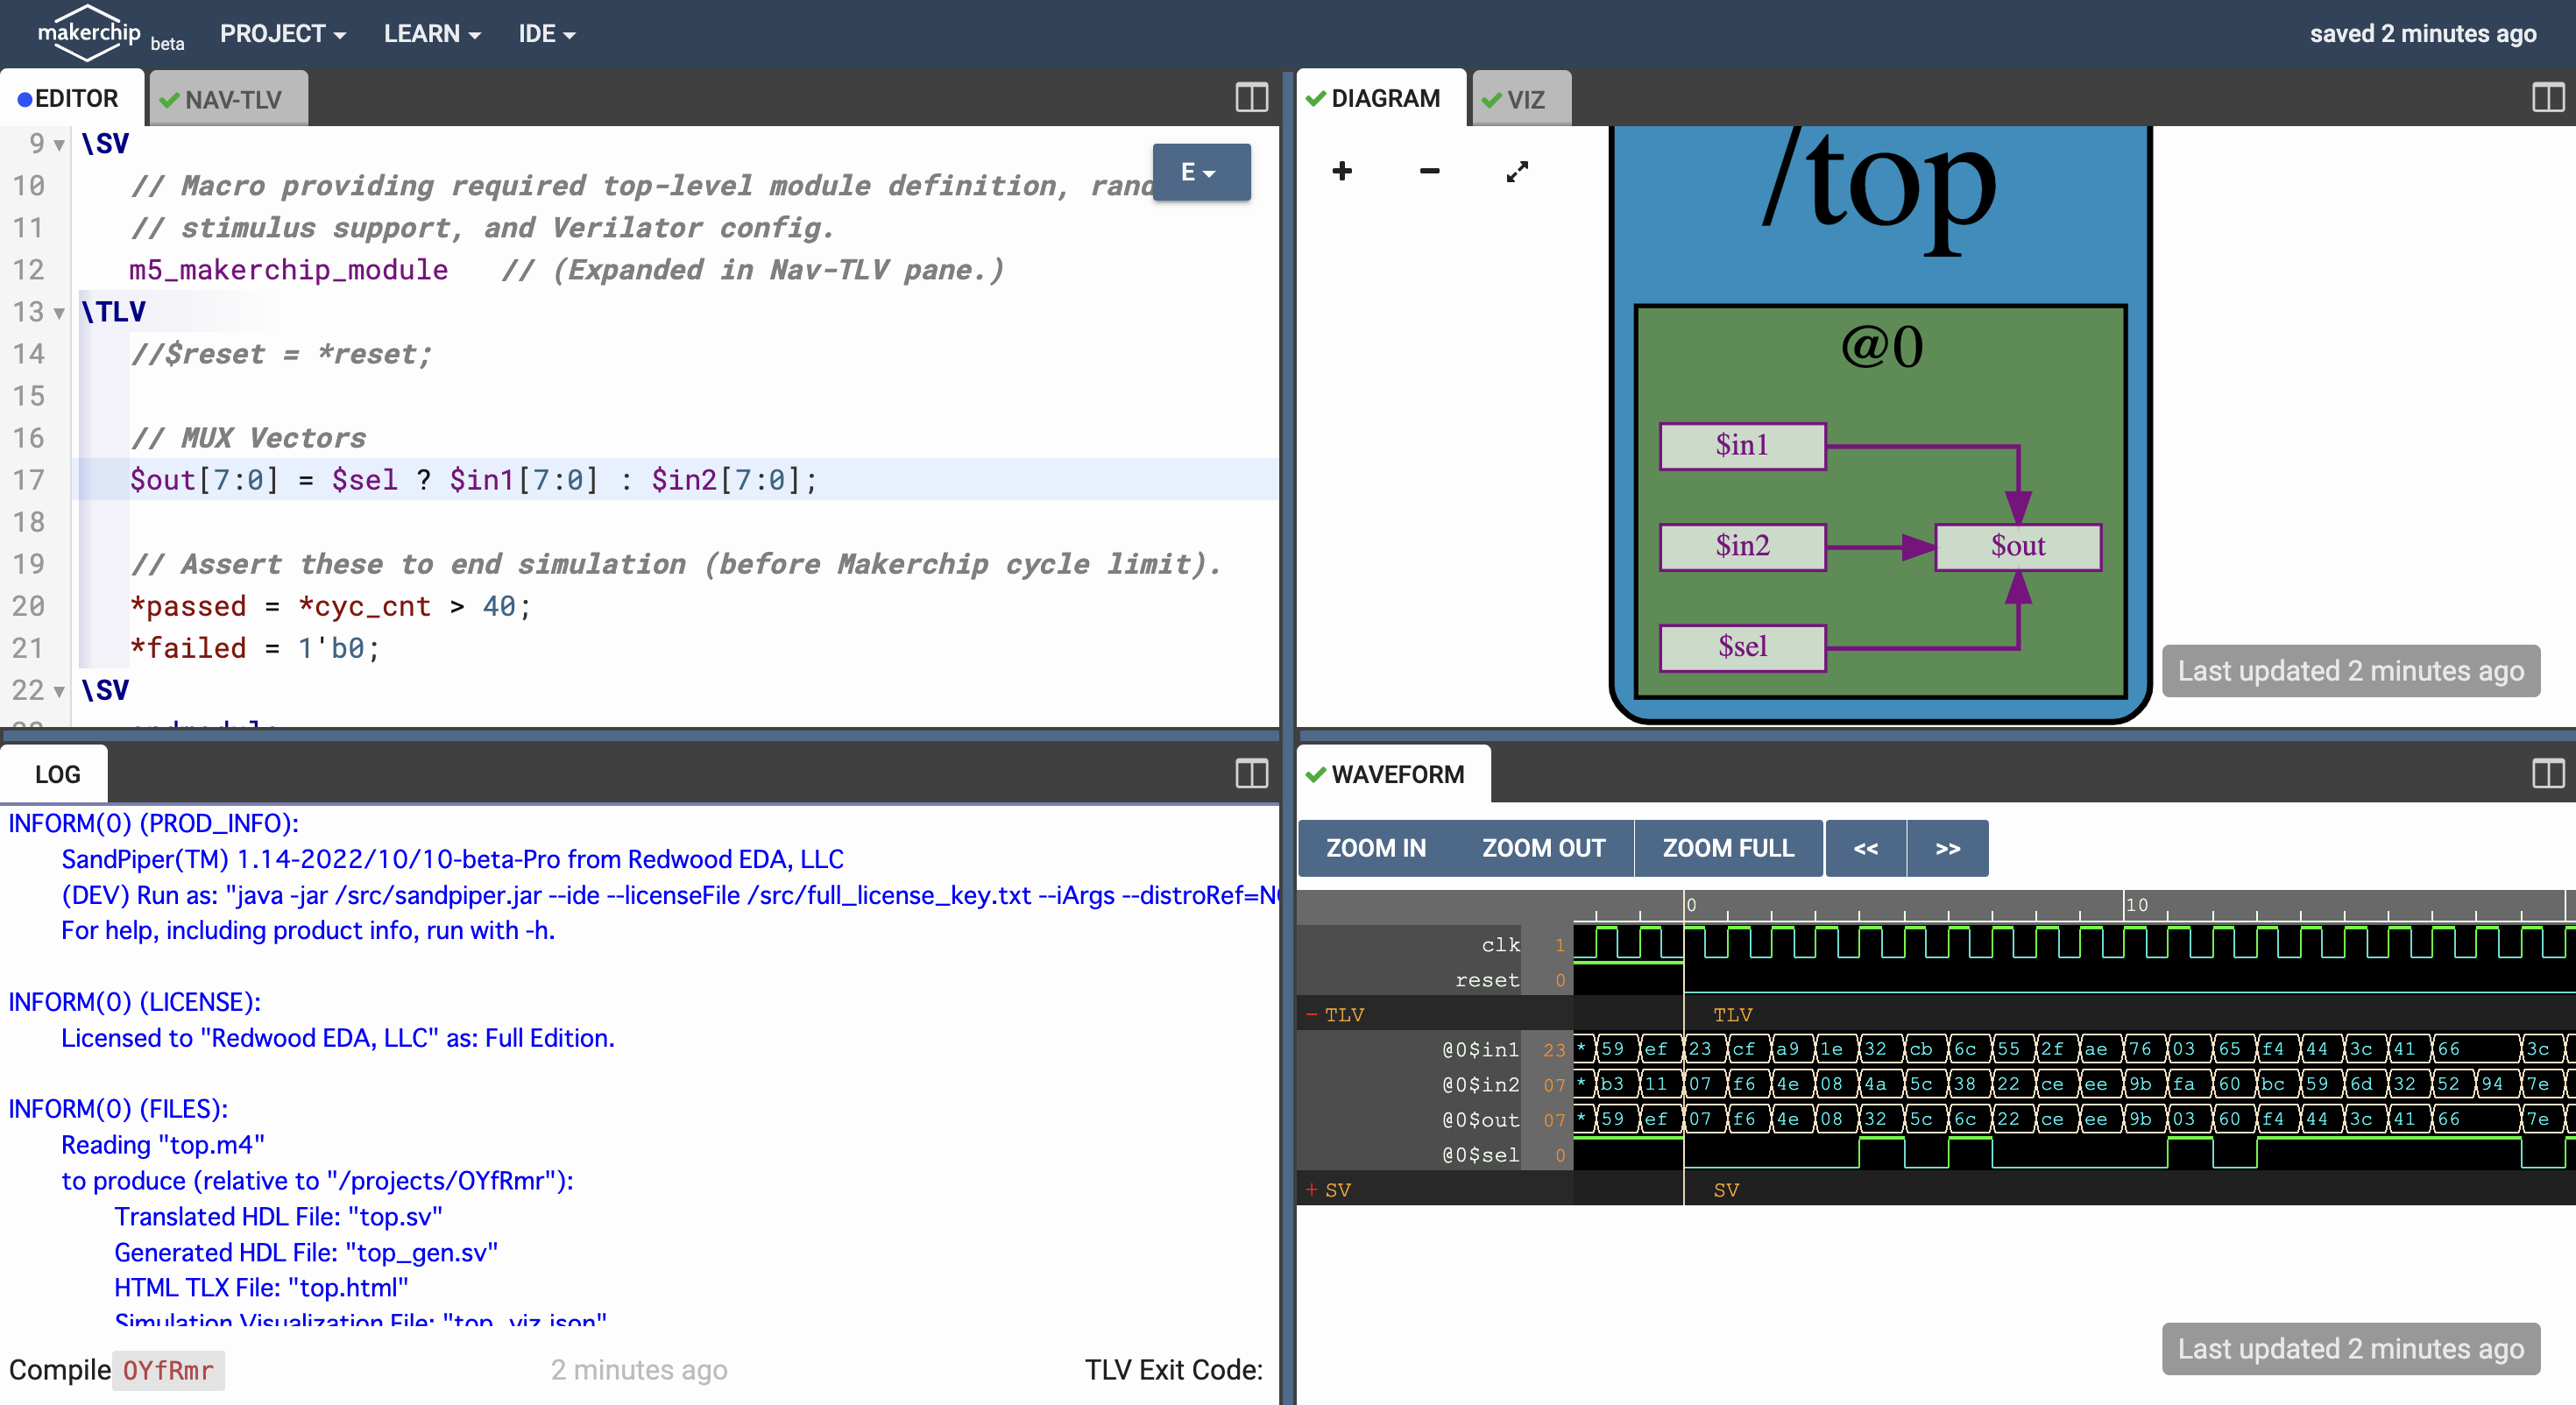 makerchip beta PROJECT LEARN IDE saved 2 minutes ago
EDITOR NAV-TLV
9 \SV
E
10 // Macro providing required top-level module definition, rand
11 // stimulus support, and Verilator config.
12 m5_makerchip_module // (Expanded in Nav-TLV pane.)
13 \TLV
14 //$reset = *reset;
15
16 // MUX Vectors
17 $out[7:0] = $sel ? $in1[7:0] : $in2[7:0];
18
19 // Assert these to end simulation (before Makerchip cycle limit).
20 *passed = *cyc_cnt > 40;
21 *failed = 1'b0;
22 \SV
DIAGRAM VIZ
/top
@0
$in1
$in2 $out
$sel
Last updated 2 minutes ago
LOG
INFORM(0) (PROD_INFO):
SandPiper(TM) 1.14-2022/10/10-beta-Pro from Redwood EDA, LLC
(DEV) Run as: "java -jar /src/sandpiper.jar --ide --licenseFile /src/full_license_key.txt --iArgs --distroRef=N
For help, including product info, run with -h.
INFORM(0) (LICENSE):
Licensed to "Redwood EDA, LLC" as: Full Edition.
INFORM(0) (FILES):
Reading "top.m4"
to produce (relative to "/projects/OYfRmr"):
Translated HDL File: "top.sv"
Generated HDL File: "top_gen.sv"
HTML TLX File: "top.html"
Simulation Visualization File: "top_viz.json"
Compile OYfRmr 2 minutes ago TLV Exit Code:
WAVEFORM
ZOOM IN ZOOM OUT ZOOM FULL << >>
0 10
clk 1
reset 0
- TLV TLV
@0$in1 23 * 59 ef 23 cf a9 1e 32 cb 6c 55 2f ae 76 03 65 f4 44 3c 41 66 3c
@0$in2 07 * b3 11 07 f6 4e 08 4a 5c 38 22 ce ee 9b fa 60 bc 59 6d 32 52 94 7e
@0$out 07 * 59 ef 07 f6 4e 08 32 5c 6c 22 ce ee 9b 03 60 f4 44 3c 41 66 7e
@0$sel 0
+ SV SV
Last updated 2 minutes ago